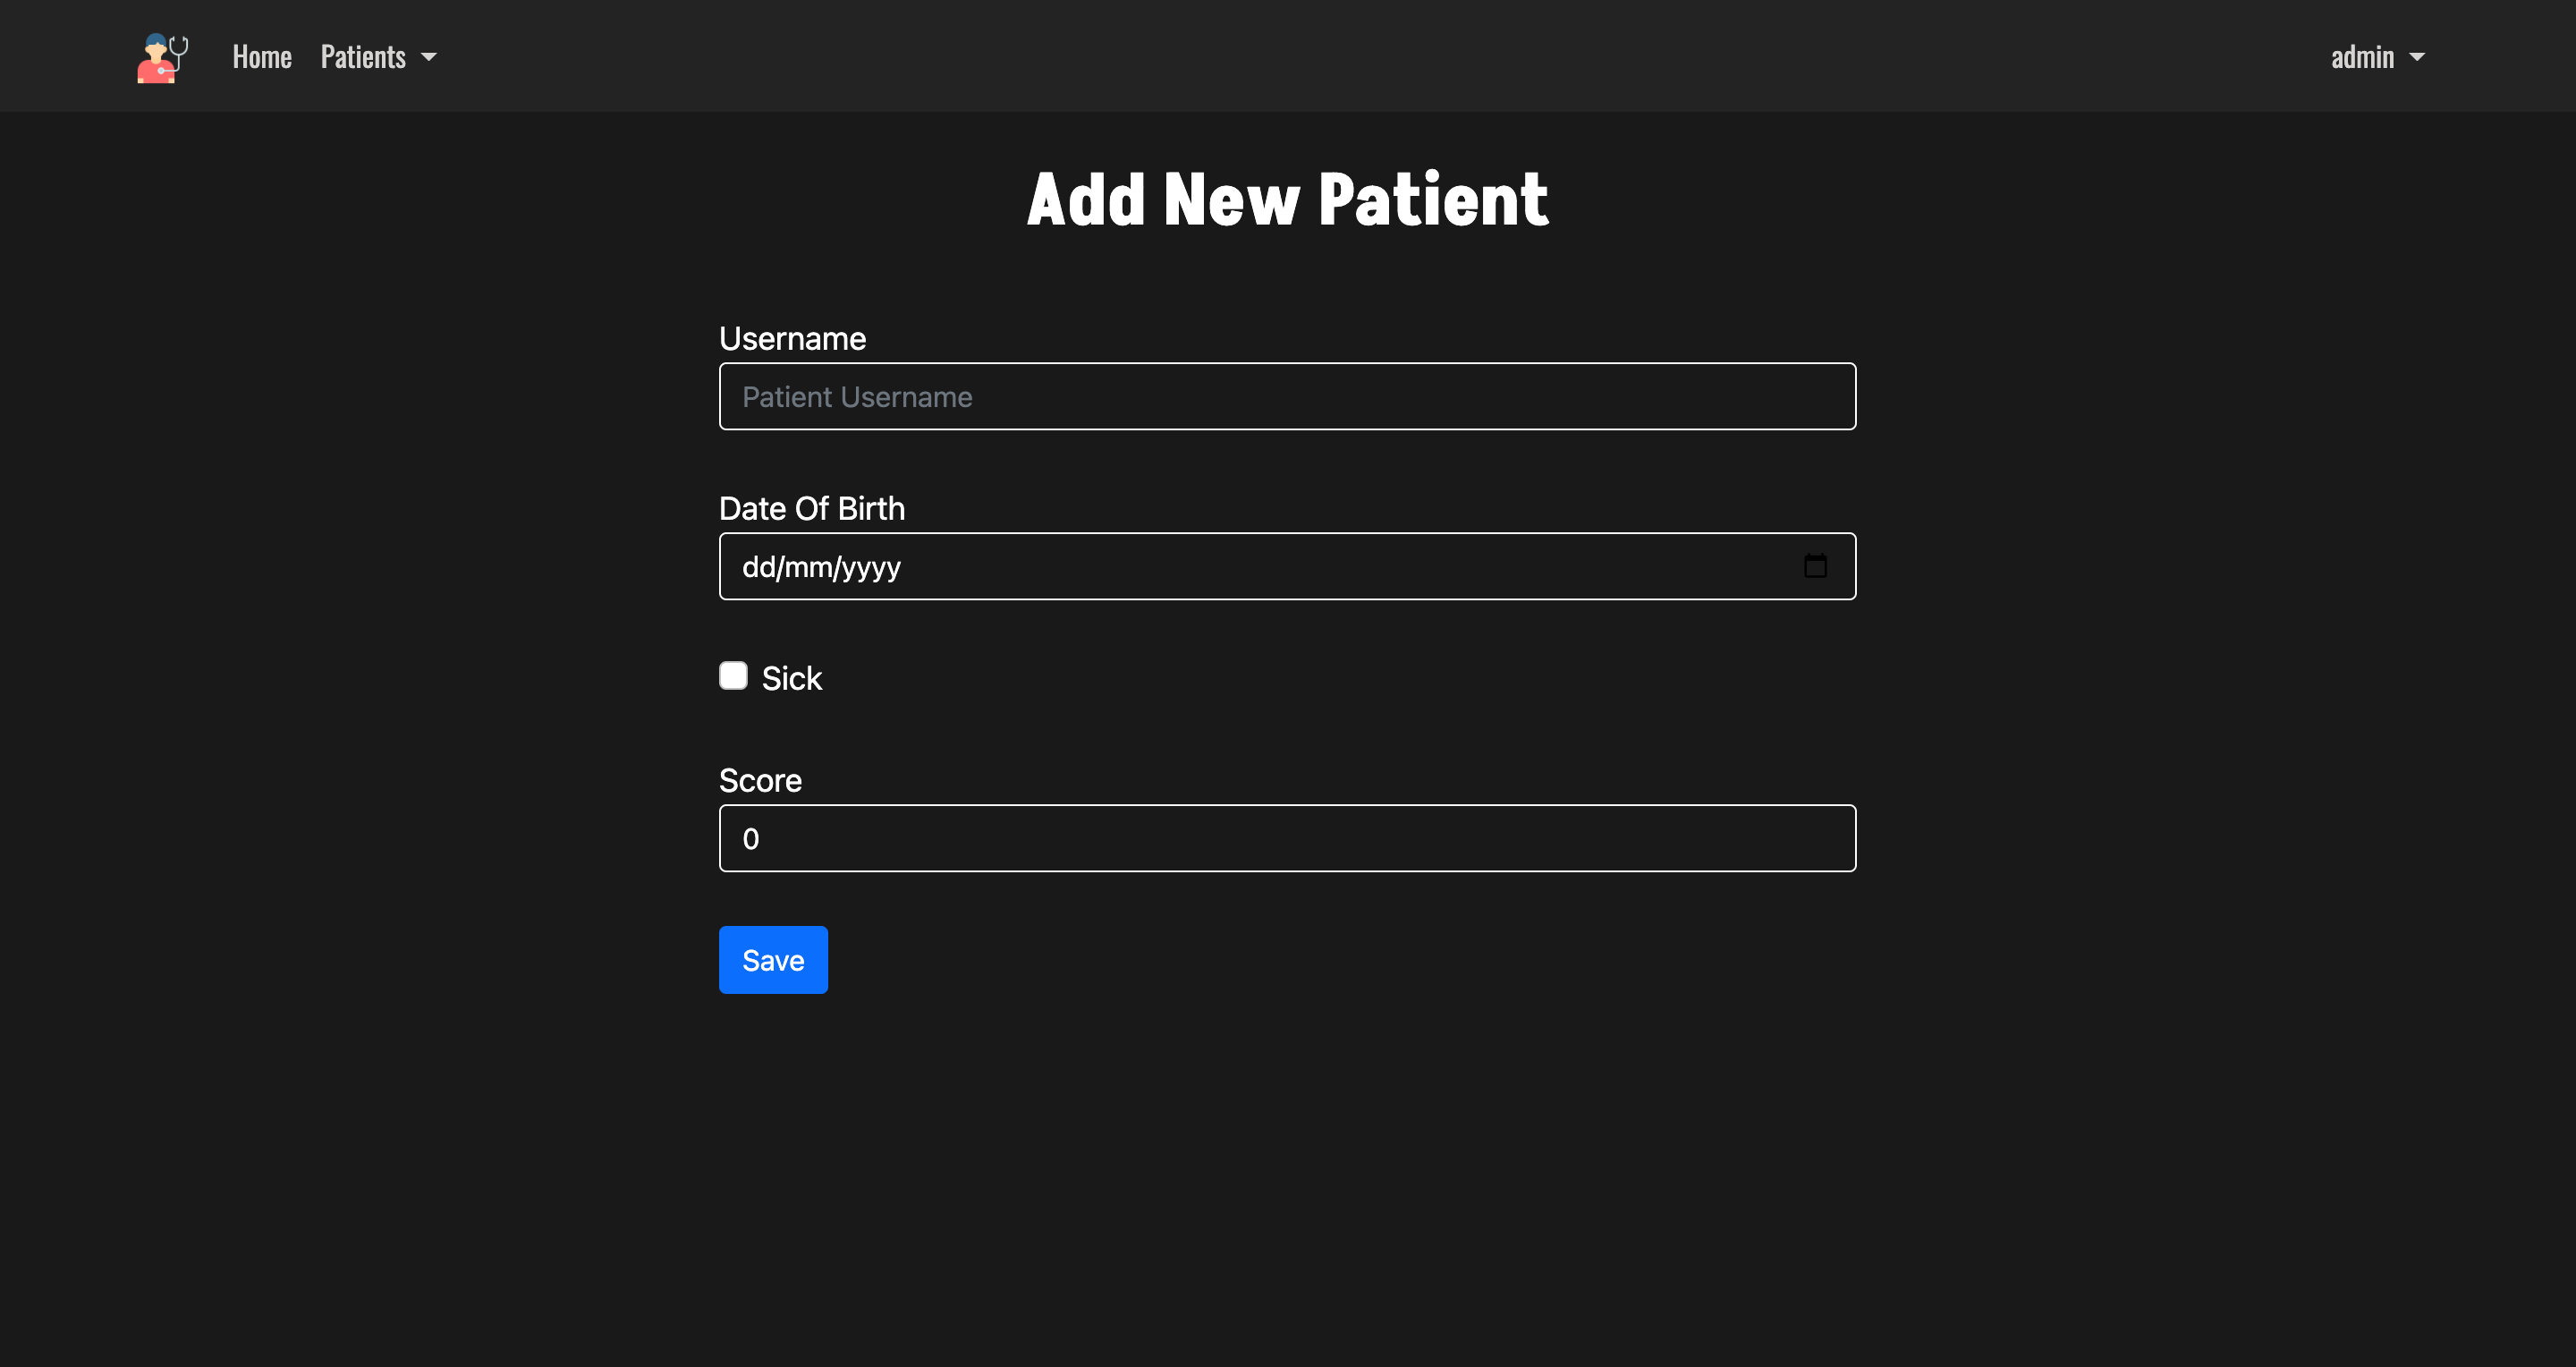 Home Patients admin
Add New Patient
Username
Patient Username
Date Of Birth
dd/mm/yyyy
Sick
Score
0
Save